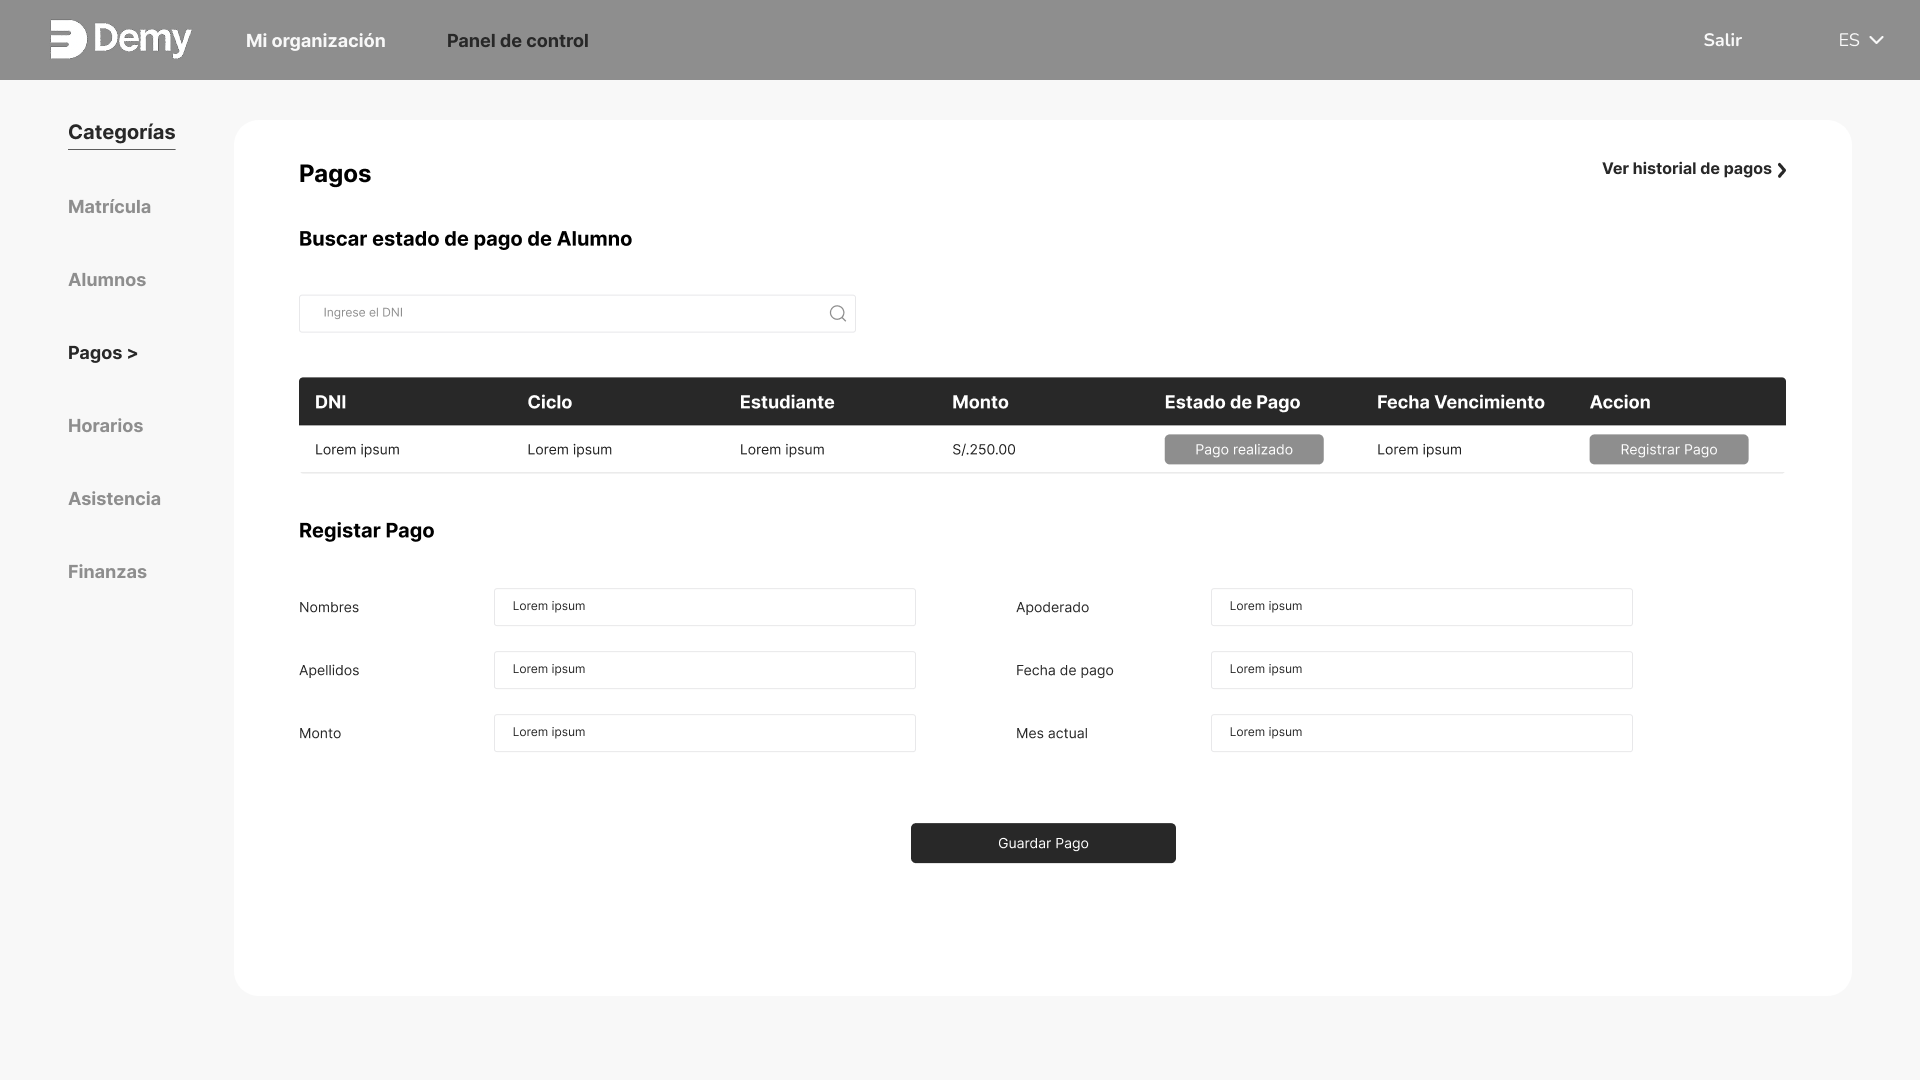 Demy
Mi organización
Panel de control
Salir
ES
Categorías
Matrícula
Alumnos
Pagos >
Horarios
Asistencia
Finanzas
Pagos
Ver historial de pagos
Buscar estado de pago de Alumno
Ingrese el DNI
DNI Ciclo Estudiante Monto Estado de Pago Fecha Vencimiento Accion
Lorem ipsum Lorem ipsum Lorem ipsum S/.250.00 Pago realizado Lorem ipsum Registrar Pago
Registar Pago
Nombres Lorem ipsum Apoderado Lorem ipsum
Apellidos Lorem ipsum Fecha de pago Lorem ipsum
Monto Lorem ipsum Mes actual Lorem ipsum
Guardar Pago